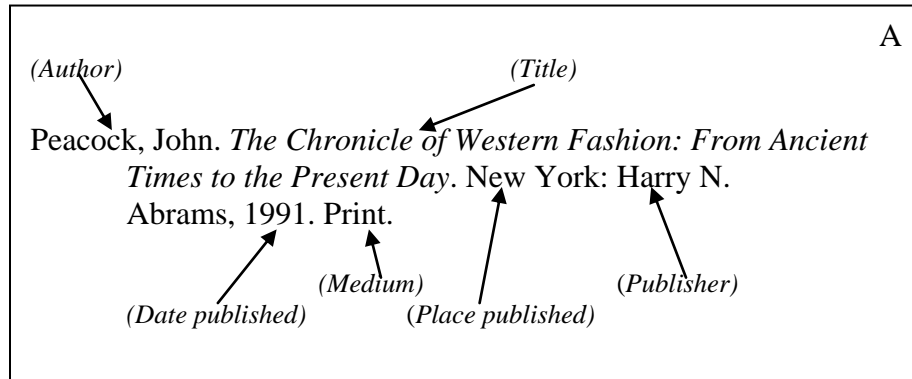 A
(Author) (Title)
Peacock, John. The Chronicle of Western Fashion: From Ancient
Times to the Present Day. New York: Harry N.
Abrams, 1991. Print.
(Medium) (Publisher)
(Date published) (Place published)